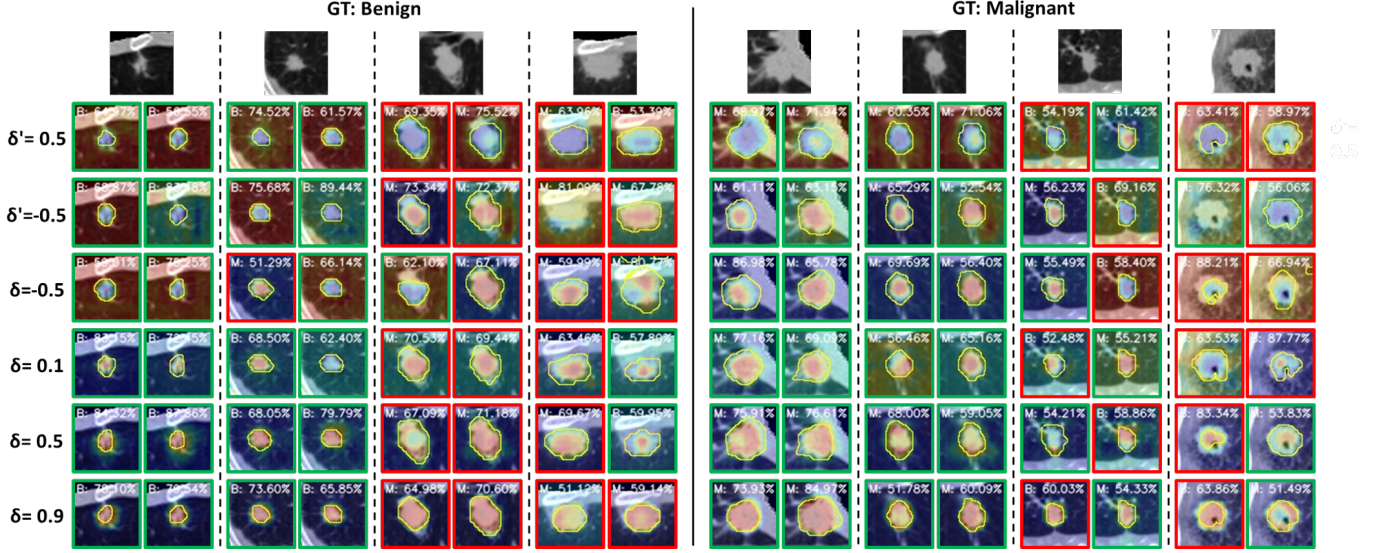 GT: Benign GT: Malignant
δ'= 0.5 B: 74.52% B: 61.57% M: 69.35% M: 75.52% M: 63.96% B: 53.39% M: 68.97% M: 71.94% M: 60.35% M: 71.06% B: 54.19% M: 61.42% B: 63.41% B: 58.97%
δ'=-0.5 B: 75.68% B: 89.44% M: 73.34% M: 72.37% M: 81.09% M: 67.78% M: 61.11% M: 63.15% M: 65.29% M: 52.54% M: 56.23% B: 69.16% M: 76.32% B: 56.06%
δ=-0.5 M: 51.29% B: 66.14% B: 62.10% M: 67.11% M: 59.99% M: 86.98% M: 65.78% M: 69.69% M: 56.40% M: 55.49% B: 58.40% B: 88.21% B: 66.94%
δ= 0.1 B: 68.50% B: 62.40% M: 70.53% M: 69.44% M: 63.46% B: 57.80% M: 77.16% M: 69.09% M: 56.46% M: 65.16% B: 52.48% M: 55.21% B: 63.53% B: 87.77%
δ= 0.5 B: 84.32% B: 87.86% B: 68.05% B: 79.79% M: 67.09% M: 71.18% M: 69.67% B: 59.95% M: 75.91% M: 76.61% M: 68.00% M: 59.05% M: 54.21% B: 58.86% B: 83.34% M: 53.83%
δ= 0.9 B: 73.60% B: 65.85% M: 64.98% M: 70.60% M: 51.12% M: 59.14% M: 73.93% M: 84.97% M: 51.78% M: 60.09% B: 60.03% M: 54.33% B: 63.86% M: 51.49%